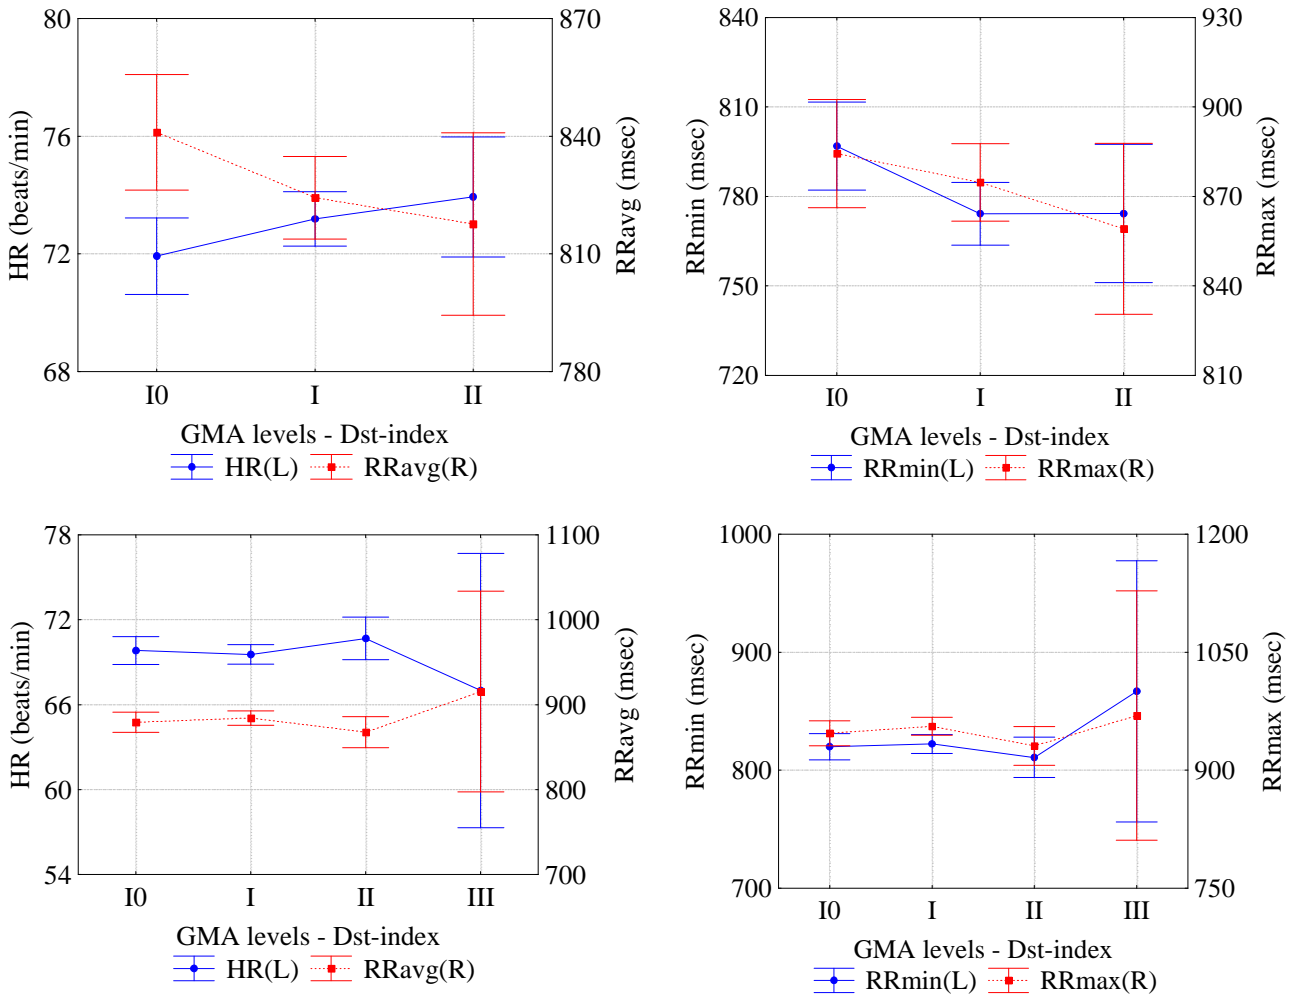 80
76
72
68
HR (beats/min)
870
840
810
780
RRavg (msec)
I0 I II
GMA levels - Dst-index
HR(L) RRavg(R)
840
810
780
750
720
RRmin (msec)
930
900
870
840
810
RRmax (msec)
I0 I II
GMA levels - Dst-index
RRmin(L) RRmax(R)
78
72
66
60
54
HR (beats/min)
1100
1000
900
800
700
RRavg (msec)
I0 I II III
GMA levels - Dst-index
HR(L) RRavg(R)
1000
900
800
700
RRmin (msec)
1200
1050
900
750
RRmax (msec)
I0 I II III
GMA levels - Dst-index
RRmin(L) RRmax(R)